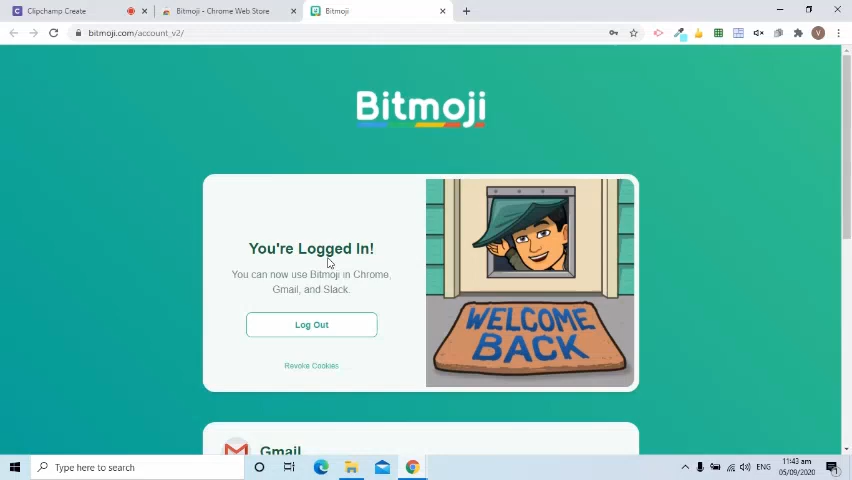 Clipchamp Create
Bitmoji - Chrome Web Store
Bitmoji
bitmoji.com/account_v2/
V
Bitmoji
You're Logged In!
You can now use Bitmoji in Chrome,
Gmail, and Slack.
Log Out
Revoke Cookies
WELCOME
BACK
Gmail
Type here to search
ENG
11:43 am
05/09/2020